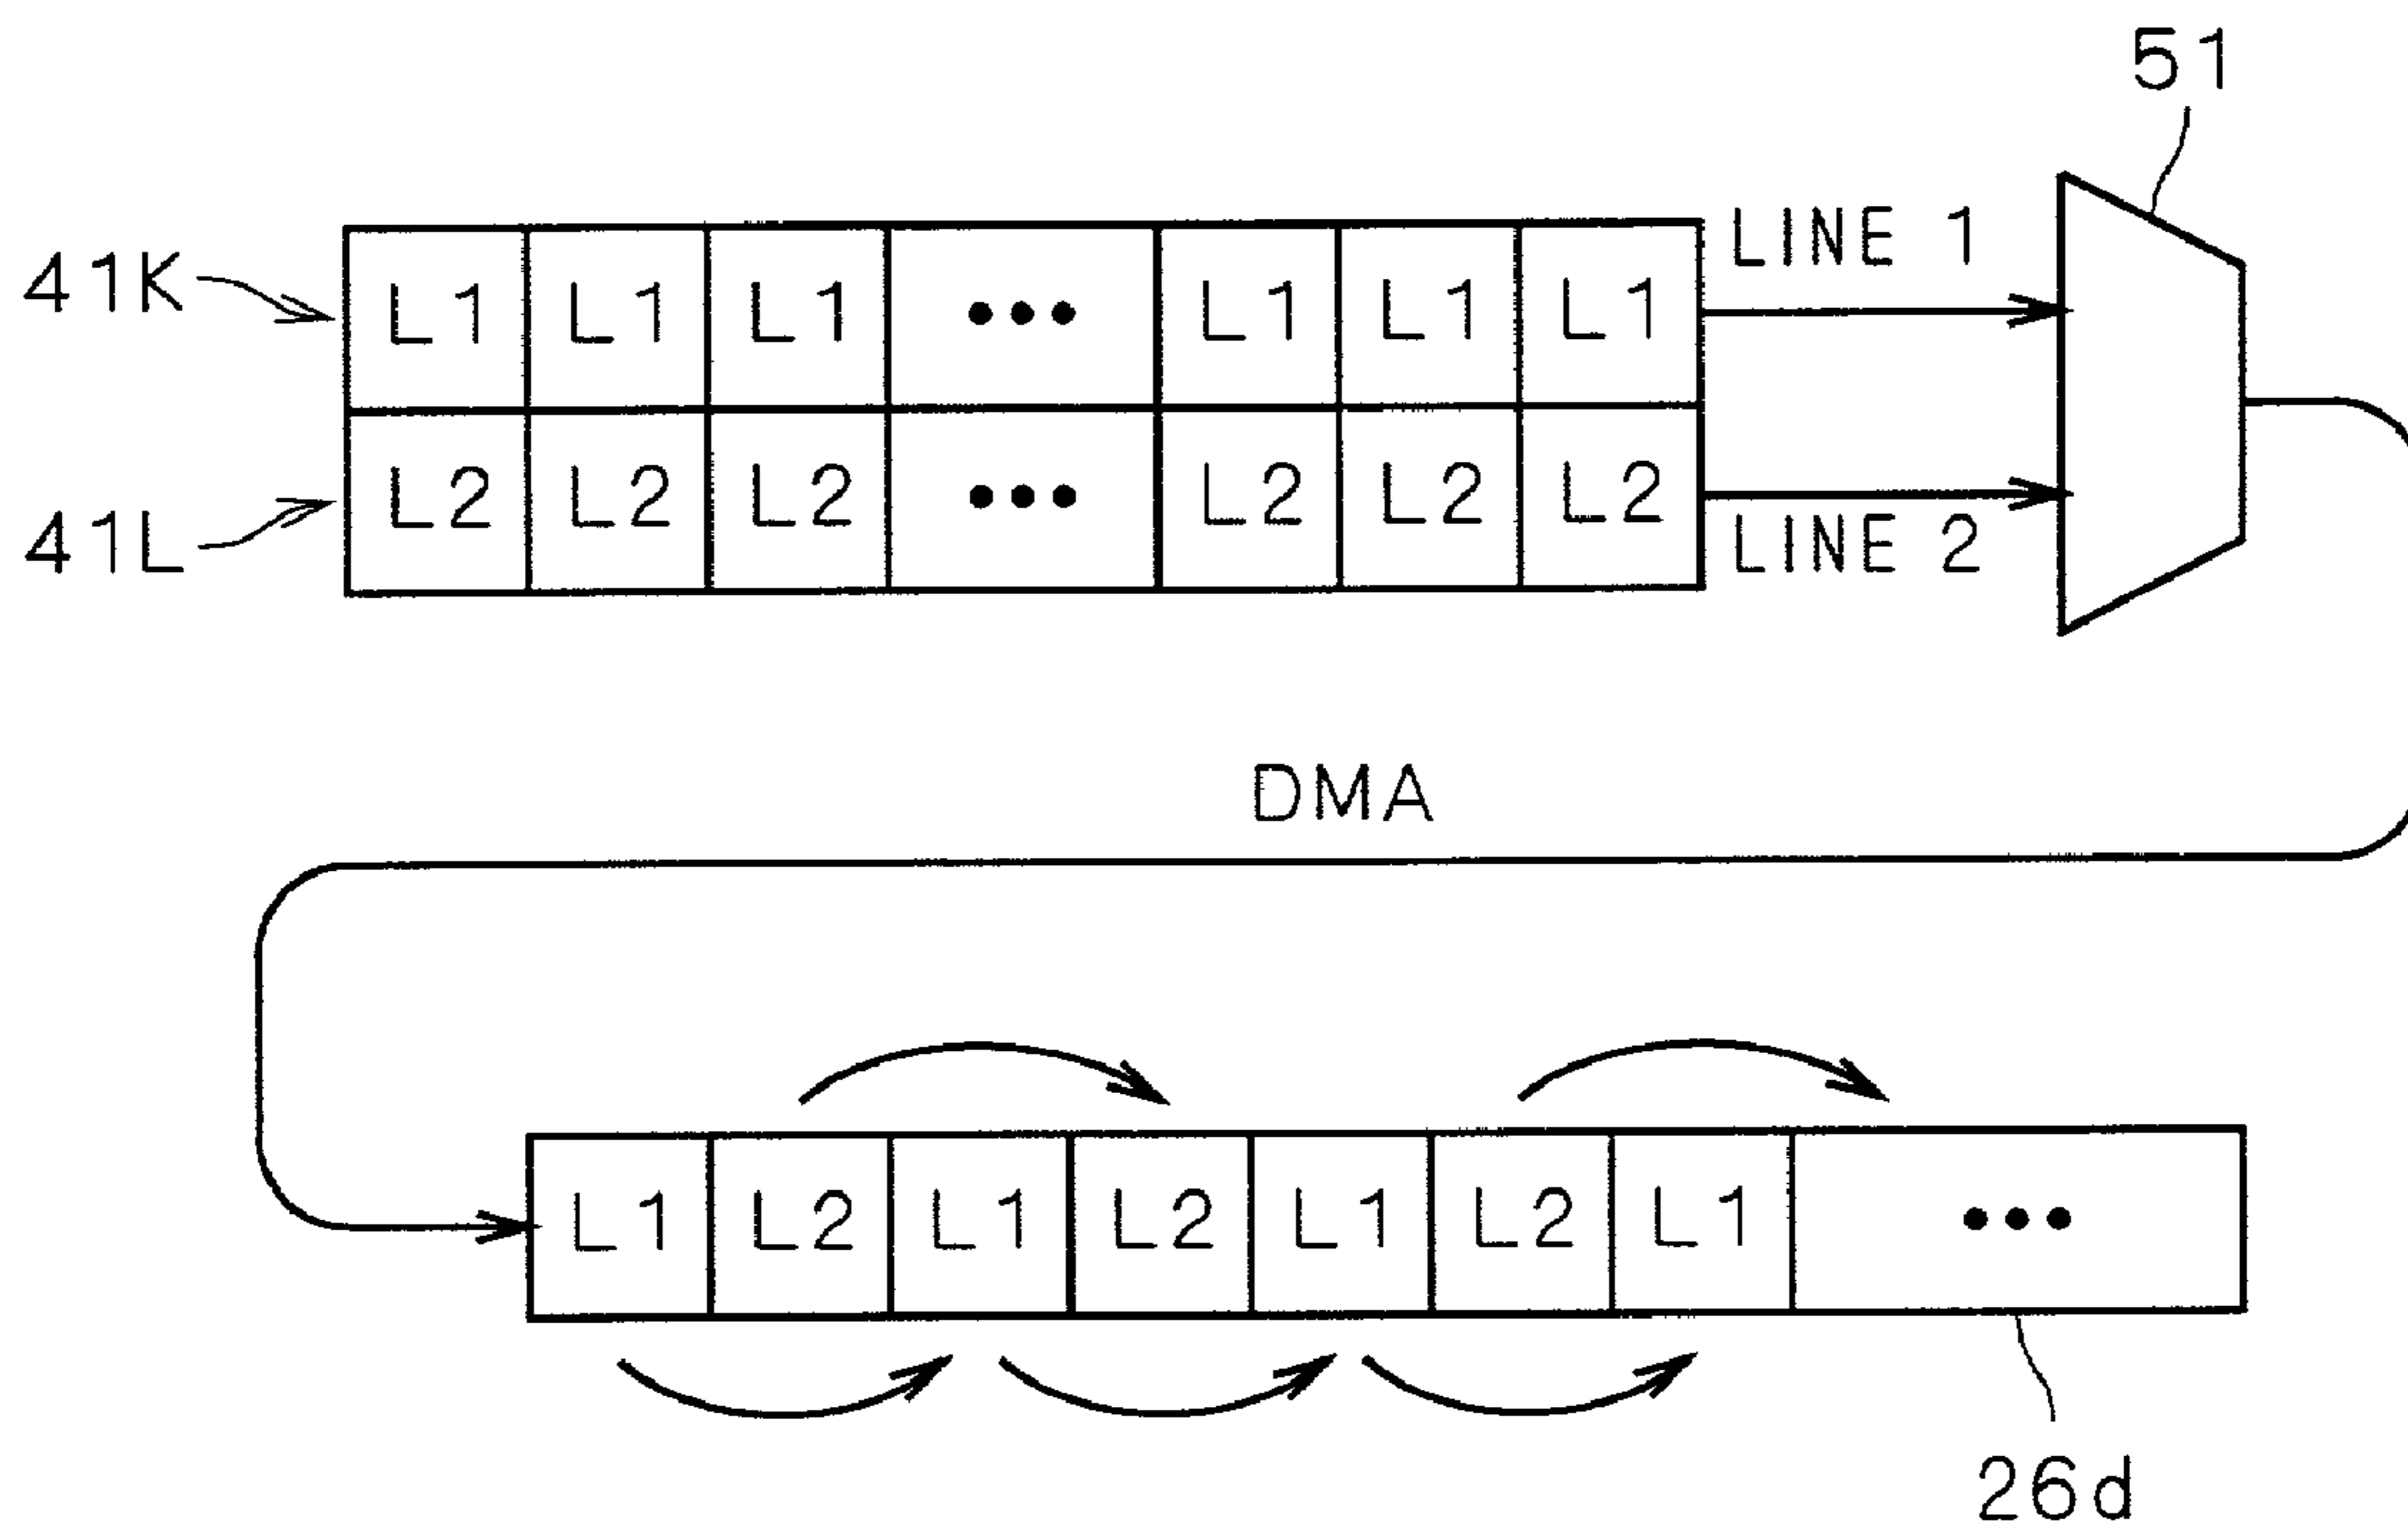 51
LINE 1
41K L1 L1 L1 ••• L1 L1 L1
41L L2 L2 L2 ••• L2 L2 L2
LINE 2
DMA
L1 L2 L1 L2 L1 L2 L1 •••
26d